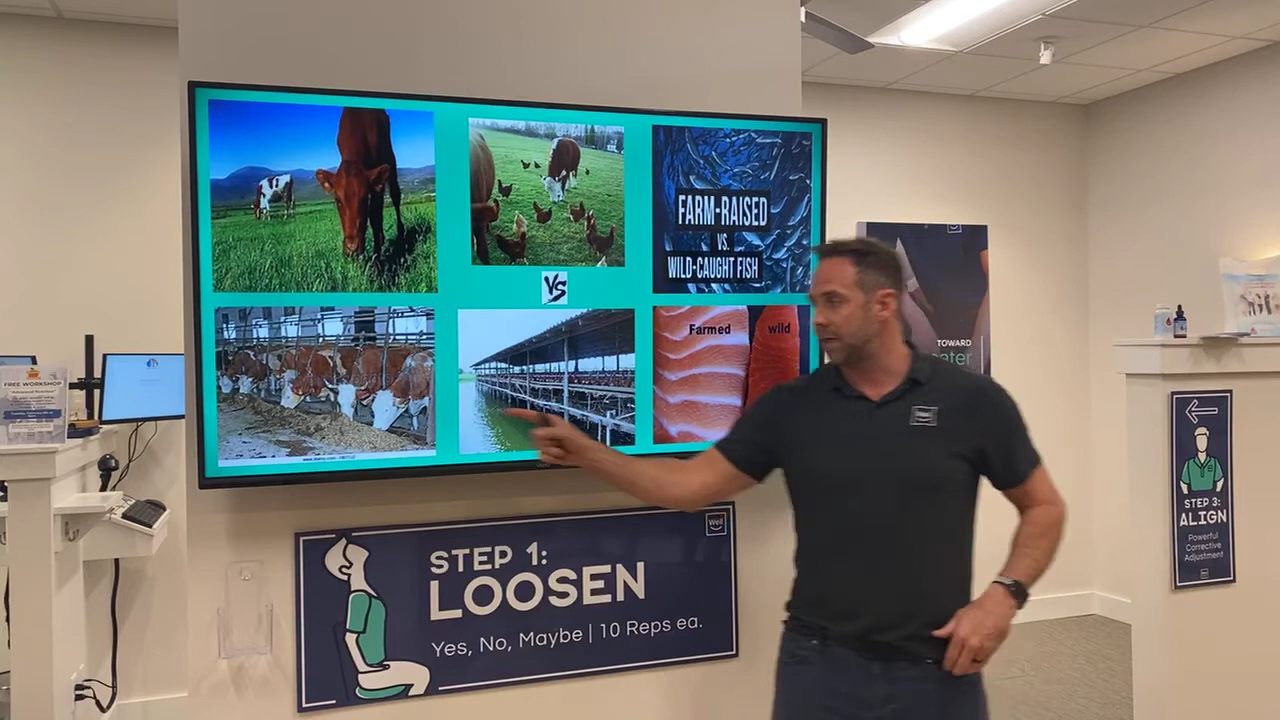 FARM-RAISED
VS.
WILD-CAUGHT FISH
VS
Farmed
wild
FREE WORKSHOP
TOWARD
STEP 1:
LOOSEN
Yes, No, Maybe | 10 Reps ea.
Well
STEP 3:
ALIGN
Powerful
Corrective
Adjustment